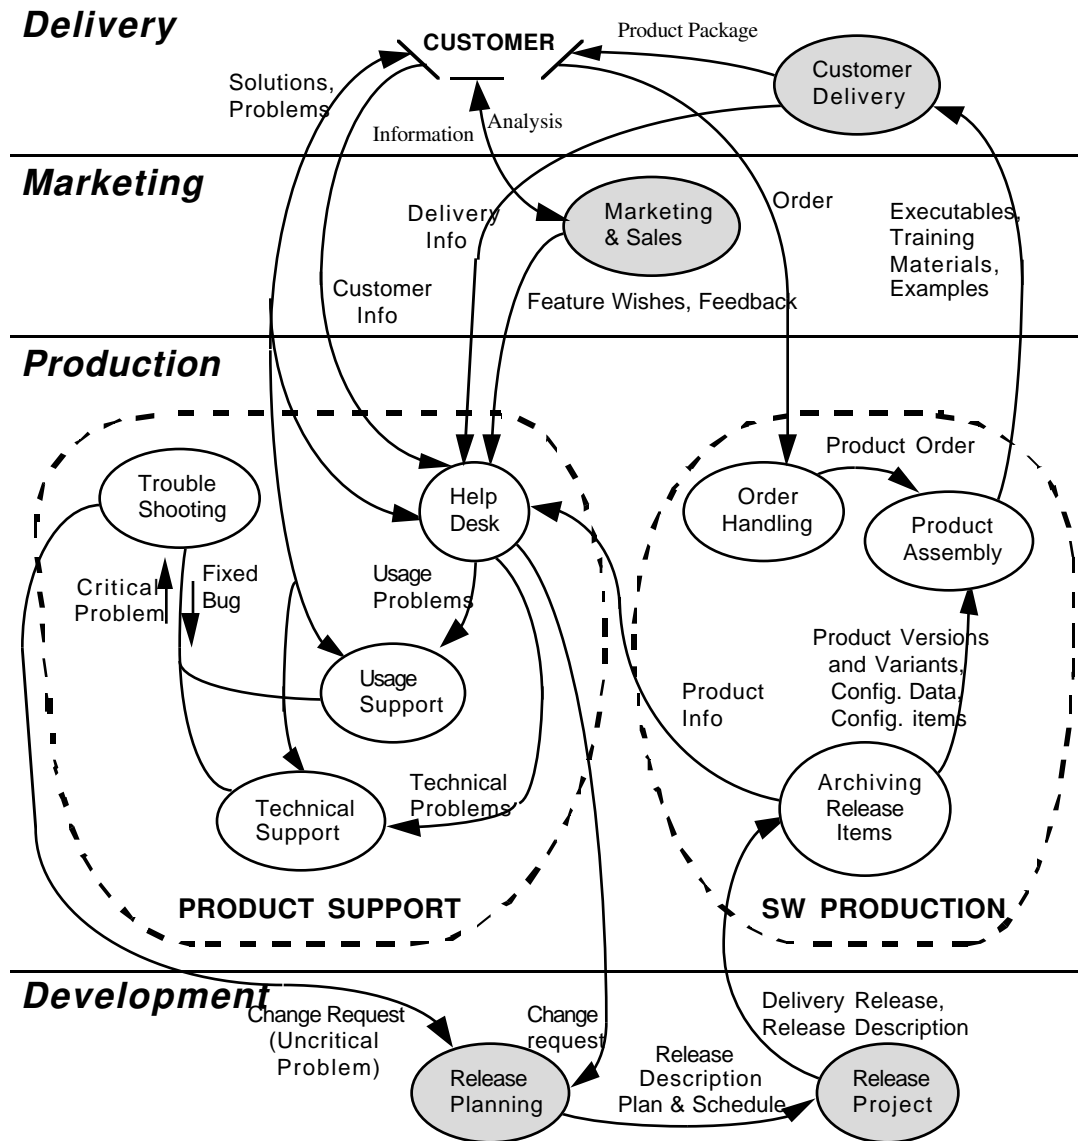 Delivery
CUSTOMER
Product Package
Customer
Delivery
Solutions,
Problems
Information
Analysis
Marketing
Delivery
Info
Marketing
& Sales
Order
Executables,
Training
Materials,
Examples
Customer
Info
Feature Wishes, Feedback
Production
Trouble
Shooting
Help
Desk
Product Order
Order
Handling
Product
Assembly
Critical
Problem
Fixed
Bug
Usage
Problems
Usage
Support
Product
Info
Product Versions
and Variants,
Config. Data,
Config. items
Technical
Support
Technical
Problems
Archiving
Release
Items
PRODUCT SUPPORT
SW PRODUCTION
Development
Change Request
(Uncritical
Problem)
Change
request
Delivery Release,
Release Description
Release
Planning
Release
Description
Plan & Schedule
Release
Project